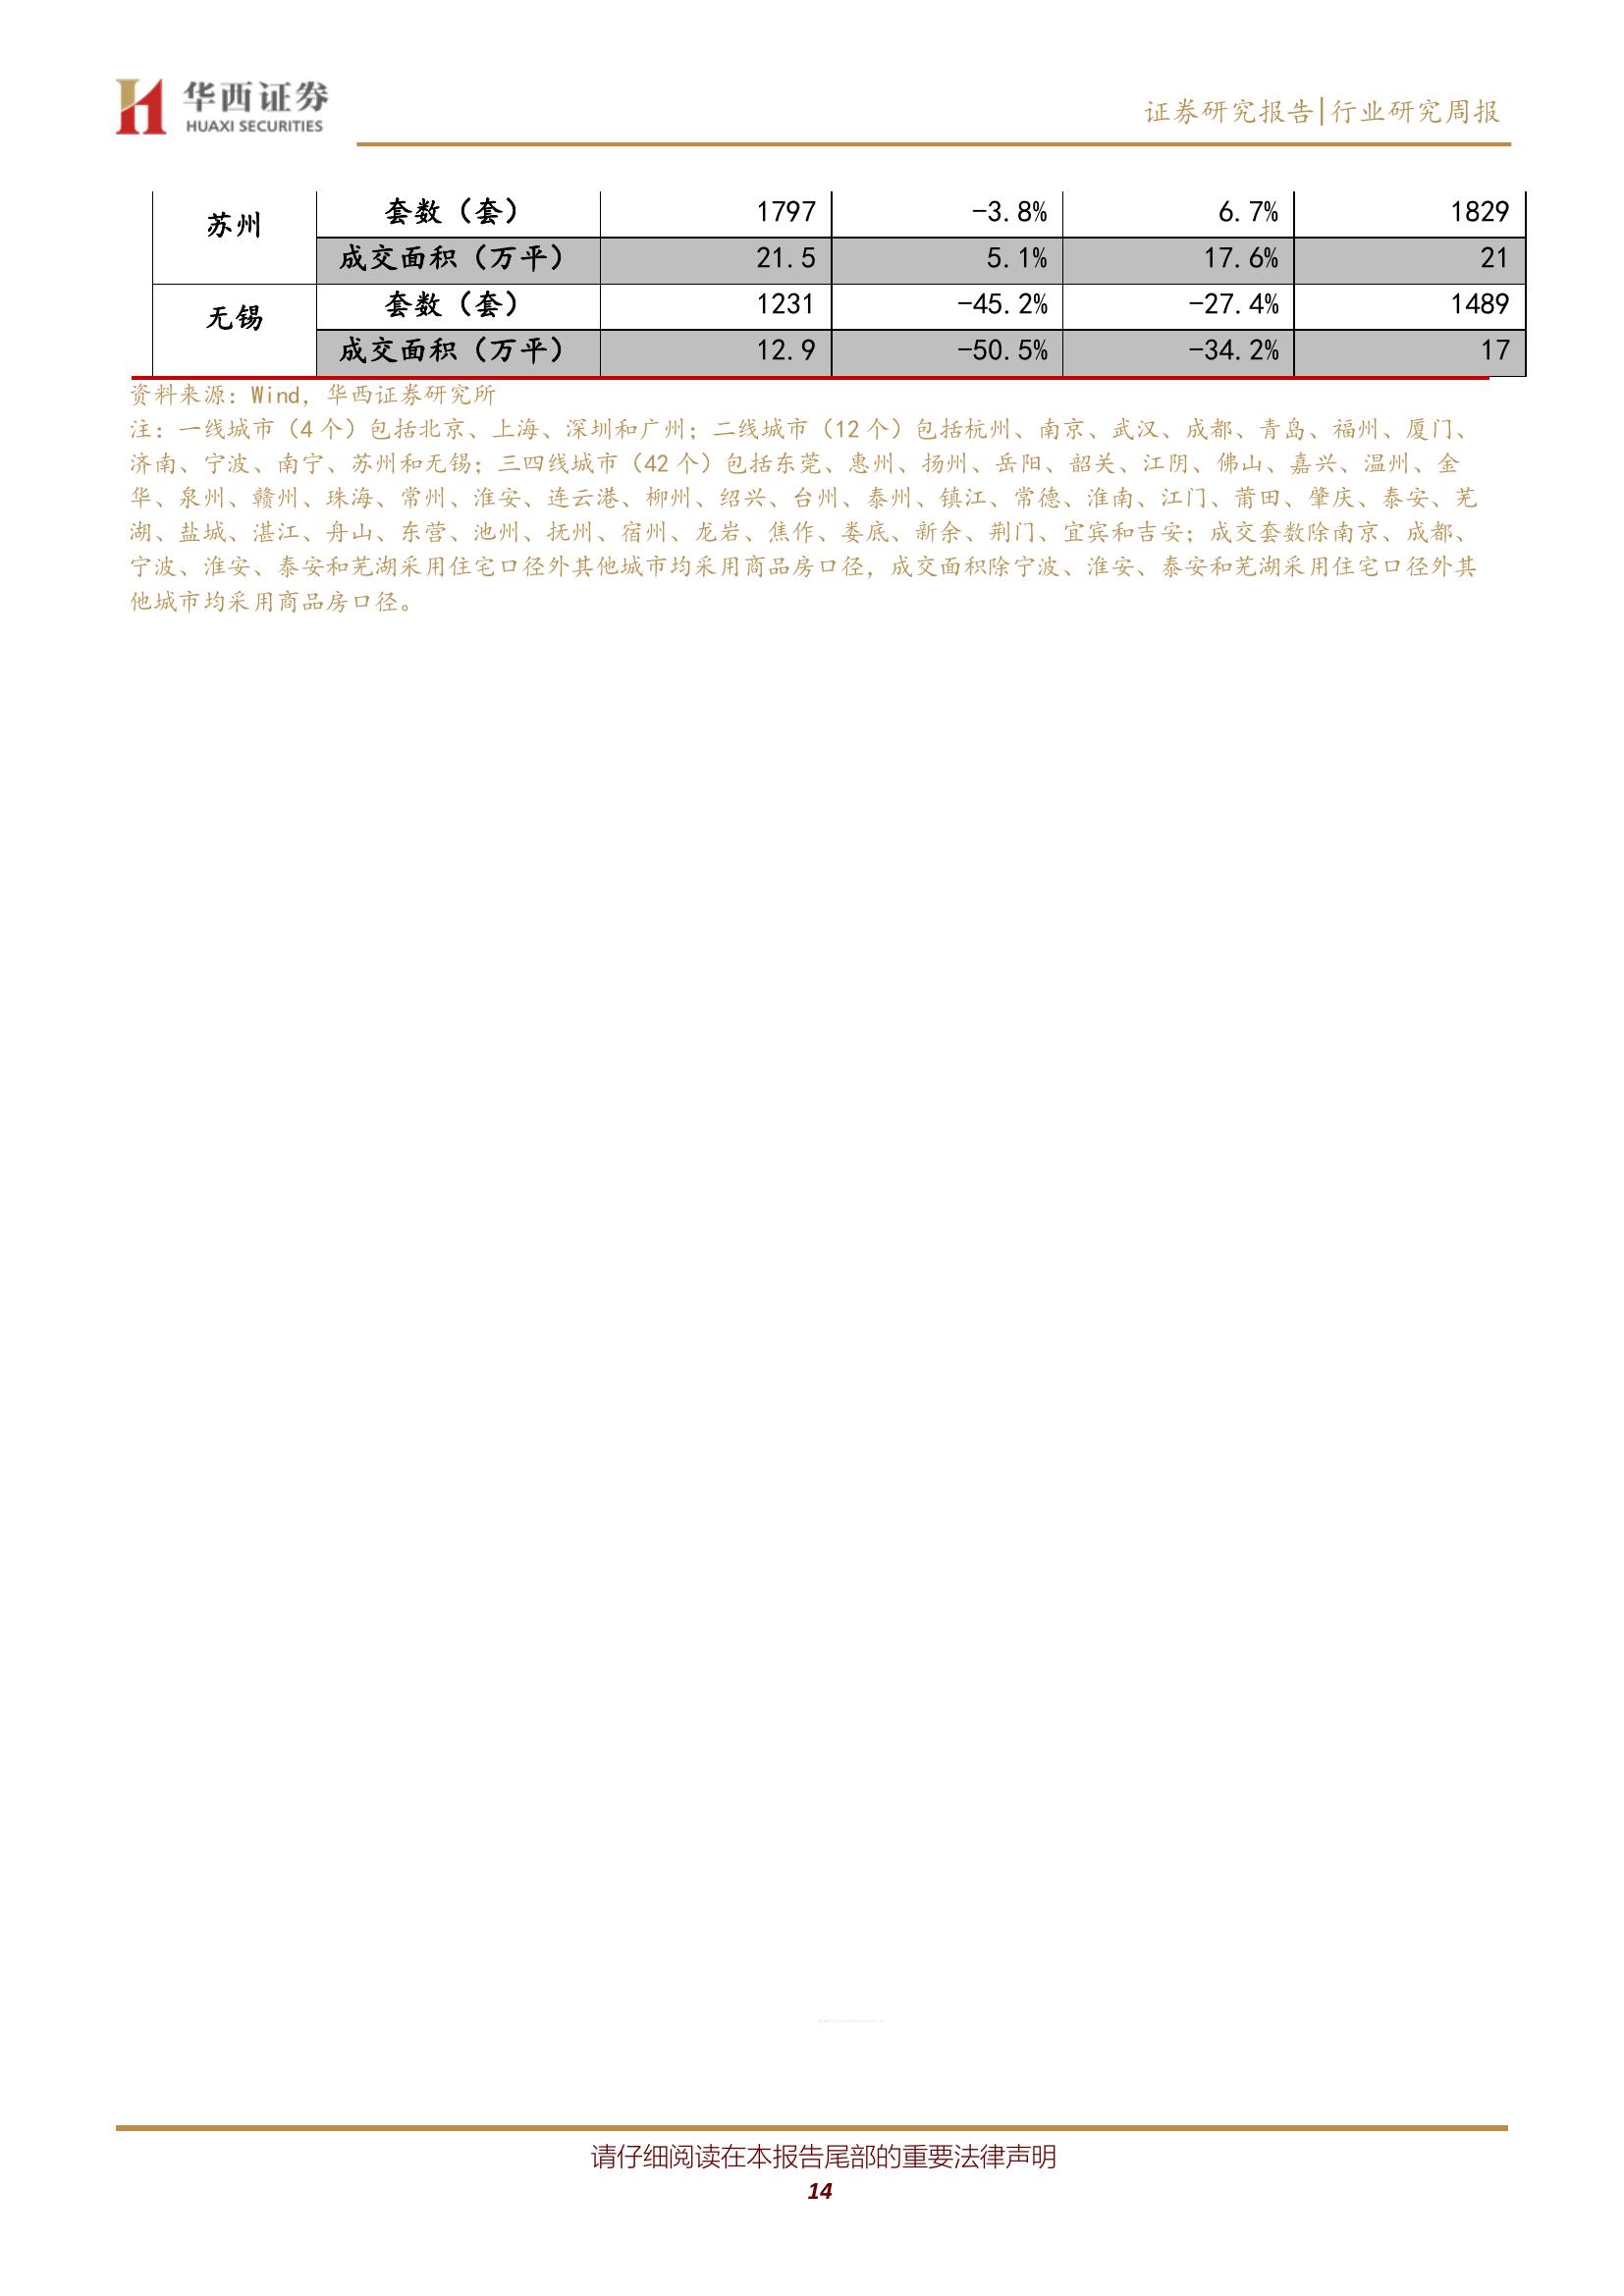 华西证券
HUAXI SECURITIES
证券研究报告|行业研究周报
苏州 套数（套） 1797 -3.8% 6.7% 1829
成交面积（万平） 21.5 5.1% 17.6% 21
无锡 套数（套） 1231 -45.2% -27.4% 1489
成交面积（万平） 12.9 -50.5% -34.2% 17
资料来源：Wind，华西证券研究所
注：一线城市（4 个）包括北京、上海、深圳和广州；二线城市（12 个）包括杭州、南京、武汉、成都、青岛、福州、厦门、
济南、宁波、南宁、苏州和无锡；三四线城市（42 个）包括东莞、惠州、扬州、岳阳、韶关、江阴、佛山、嘉兴、温州、金
华、泉州、赣州、珠海、常州、淮安、连云港、柳州、绍兴、台州、泰州、镇江、常德、淮南、江门、莆田、肇庆、泰安、芜
湖、盐城、湛江、舟山、东营、池州、抚州、宿州、龙岩、焦作、娄底、新余、荆门、宜宾和吉安；成交套数除南京、成都、
宁波、淮安、泰安和芜湖采用住宅口径外其他城市均采用商品房口径，成交面积除宁波、淮安、泰安和芜湖采用住宅口径外其
他城市均采用商品房口径。
请仔细阅读在本报告尾部的重要法律声明
14